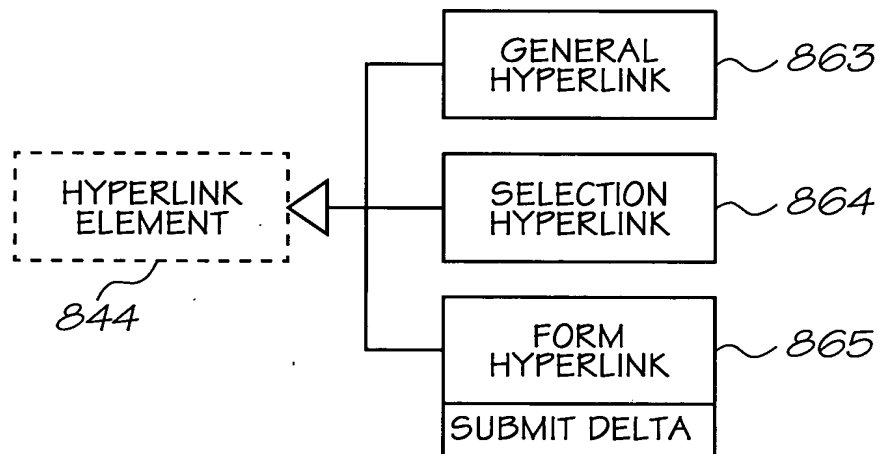 GENERAL
HYPERLINK
863
HYPERLINK
ELEMENT
844
SELECTION
HYPERLINK
864
FORM
HYPERLINK
865
SUBMIT DELTA